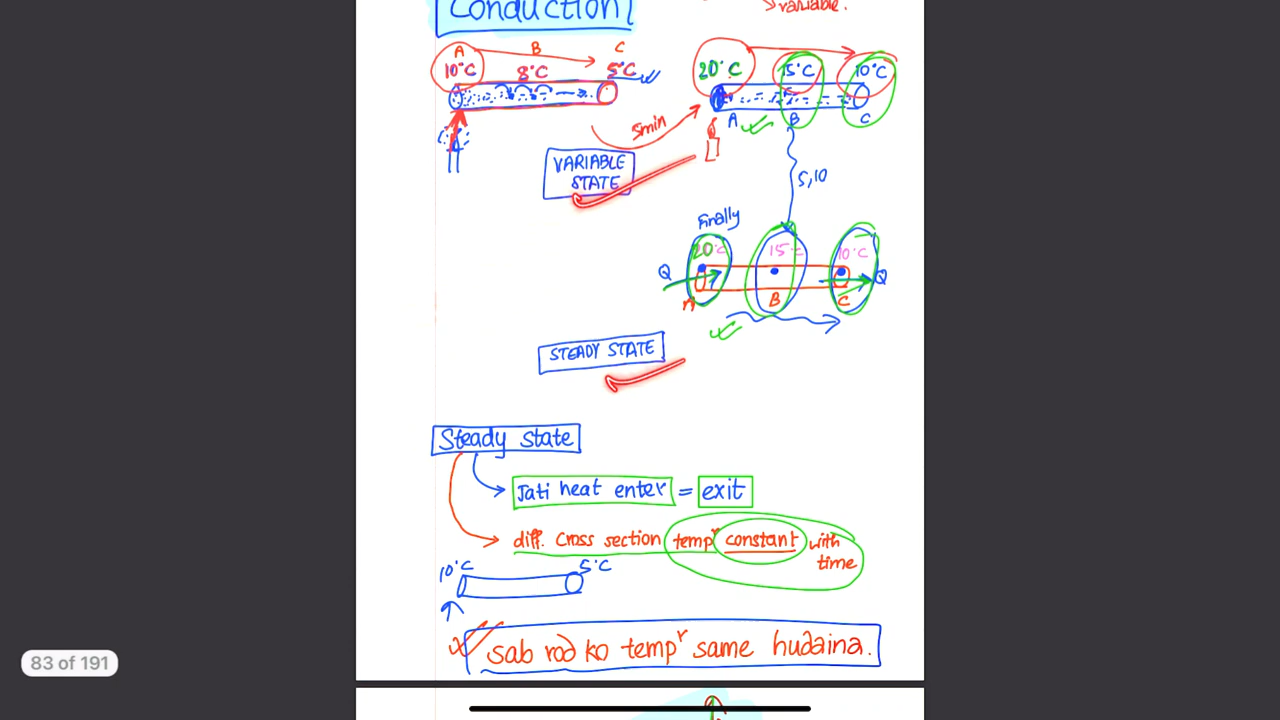 Conduction
→ variable.
A B C
10°C 8°C 5°C
20°C 15°C 10°C
A B C
5min
VARIABLE
STATE
5,10
Finally
20°C 15°C 10°C
Q Q
A B C
STEADY STATE
Steady state
Jati heat enter = exit
diff. cross section tempʳ constant with
time
10°C 5°C
sab rod ko tempʳ same hudaina.
83 of 191